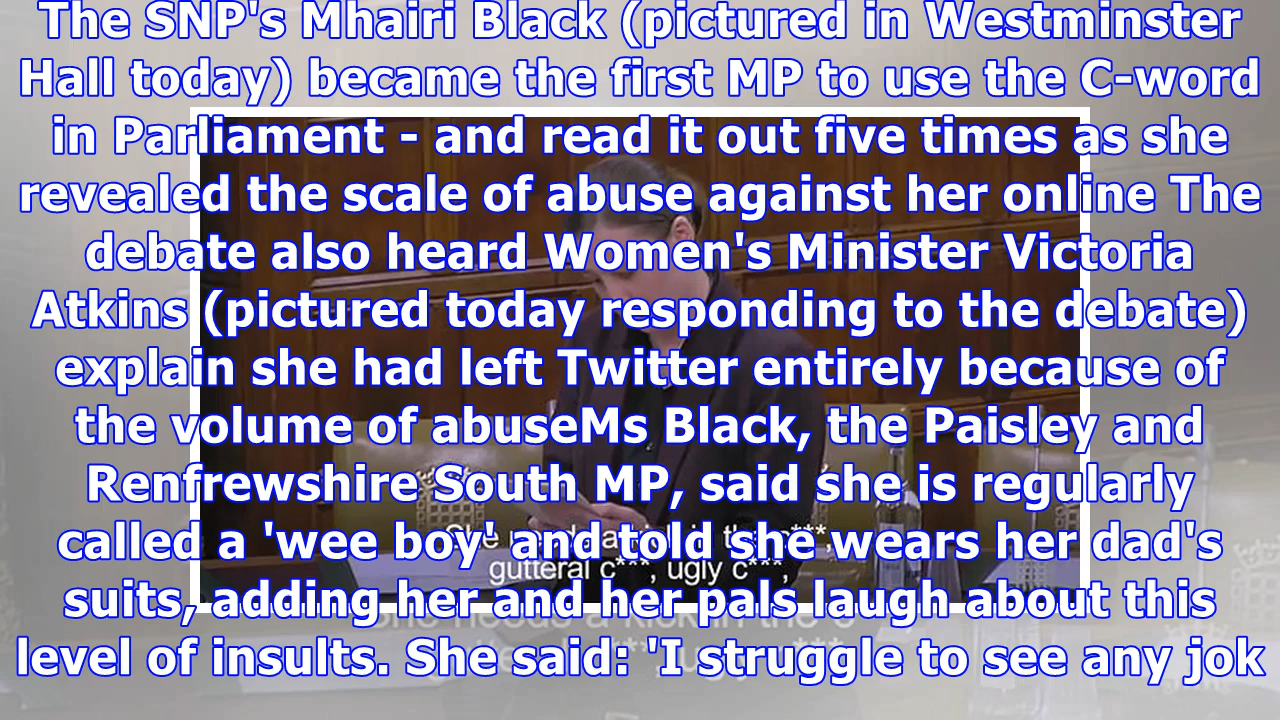 The SNP's Mhairi Black (pictured in Westminster
Hall today) became the first MP to use the C-word
in Parliament - and read it out five times as she
revealed the scale of abuse against her online The
debate also heard Women's Minister Victoria
Atkins (pictured today responding to the debate)
explain she had left Twitter entirely because of
the volume of abuseMs Black, the Paisley and
Renfrewshire South MP, said she is regularly
called a 'wee boy' and told she wears her dad's
suits, adding her and her pals laugh about this
level of insults. She said: 'I struggle to see any jok
She
gutteral c***, ugly c***,